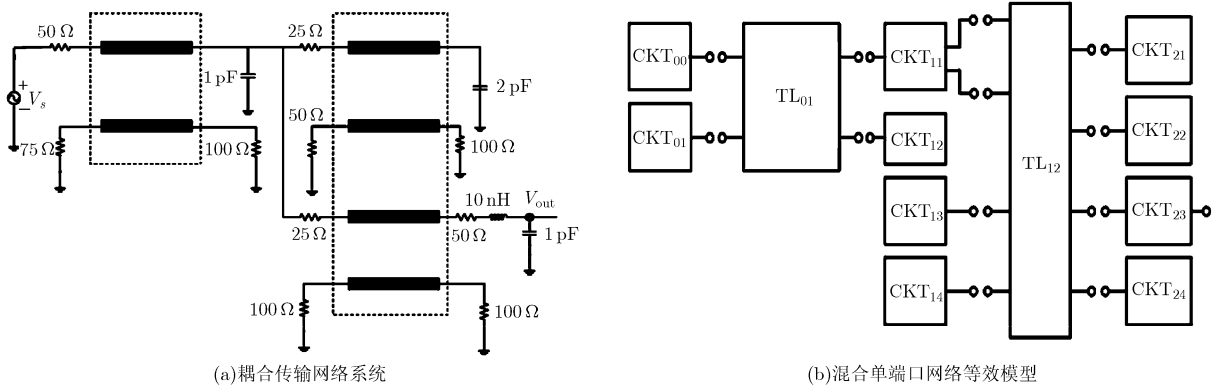 50 Ω
25 Ω
1 pF
2 pF
+
−
Vs
50 Ω
75 Ω
100 Ω
100 Ω
10 nH
Vout
25 Ω
50 Ω
1 pF
100 Ω
100 Ω
(a)耦合传输网络系统
CKT00
CKT01
TL01
CKT11
CKT12
CKT13
CKT14
TL12
CKT21
CKT22
CKT23
CKT24
(b)混合单端口网络等效模型